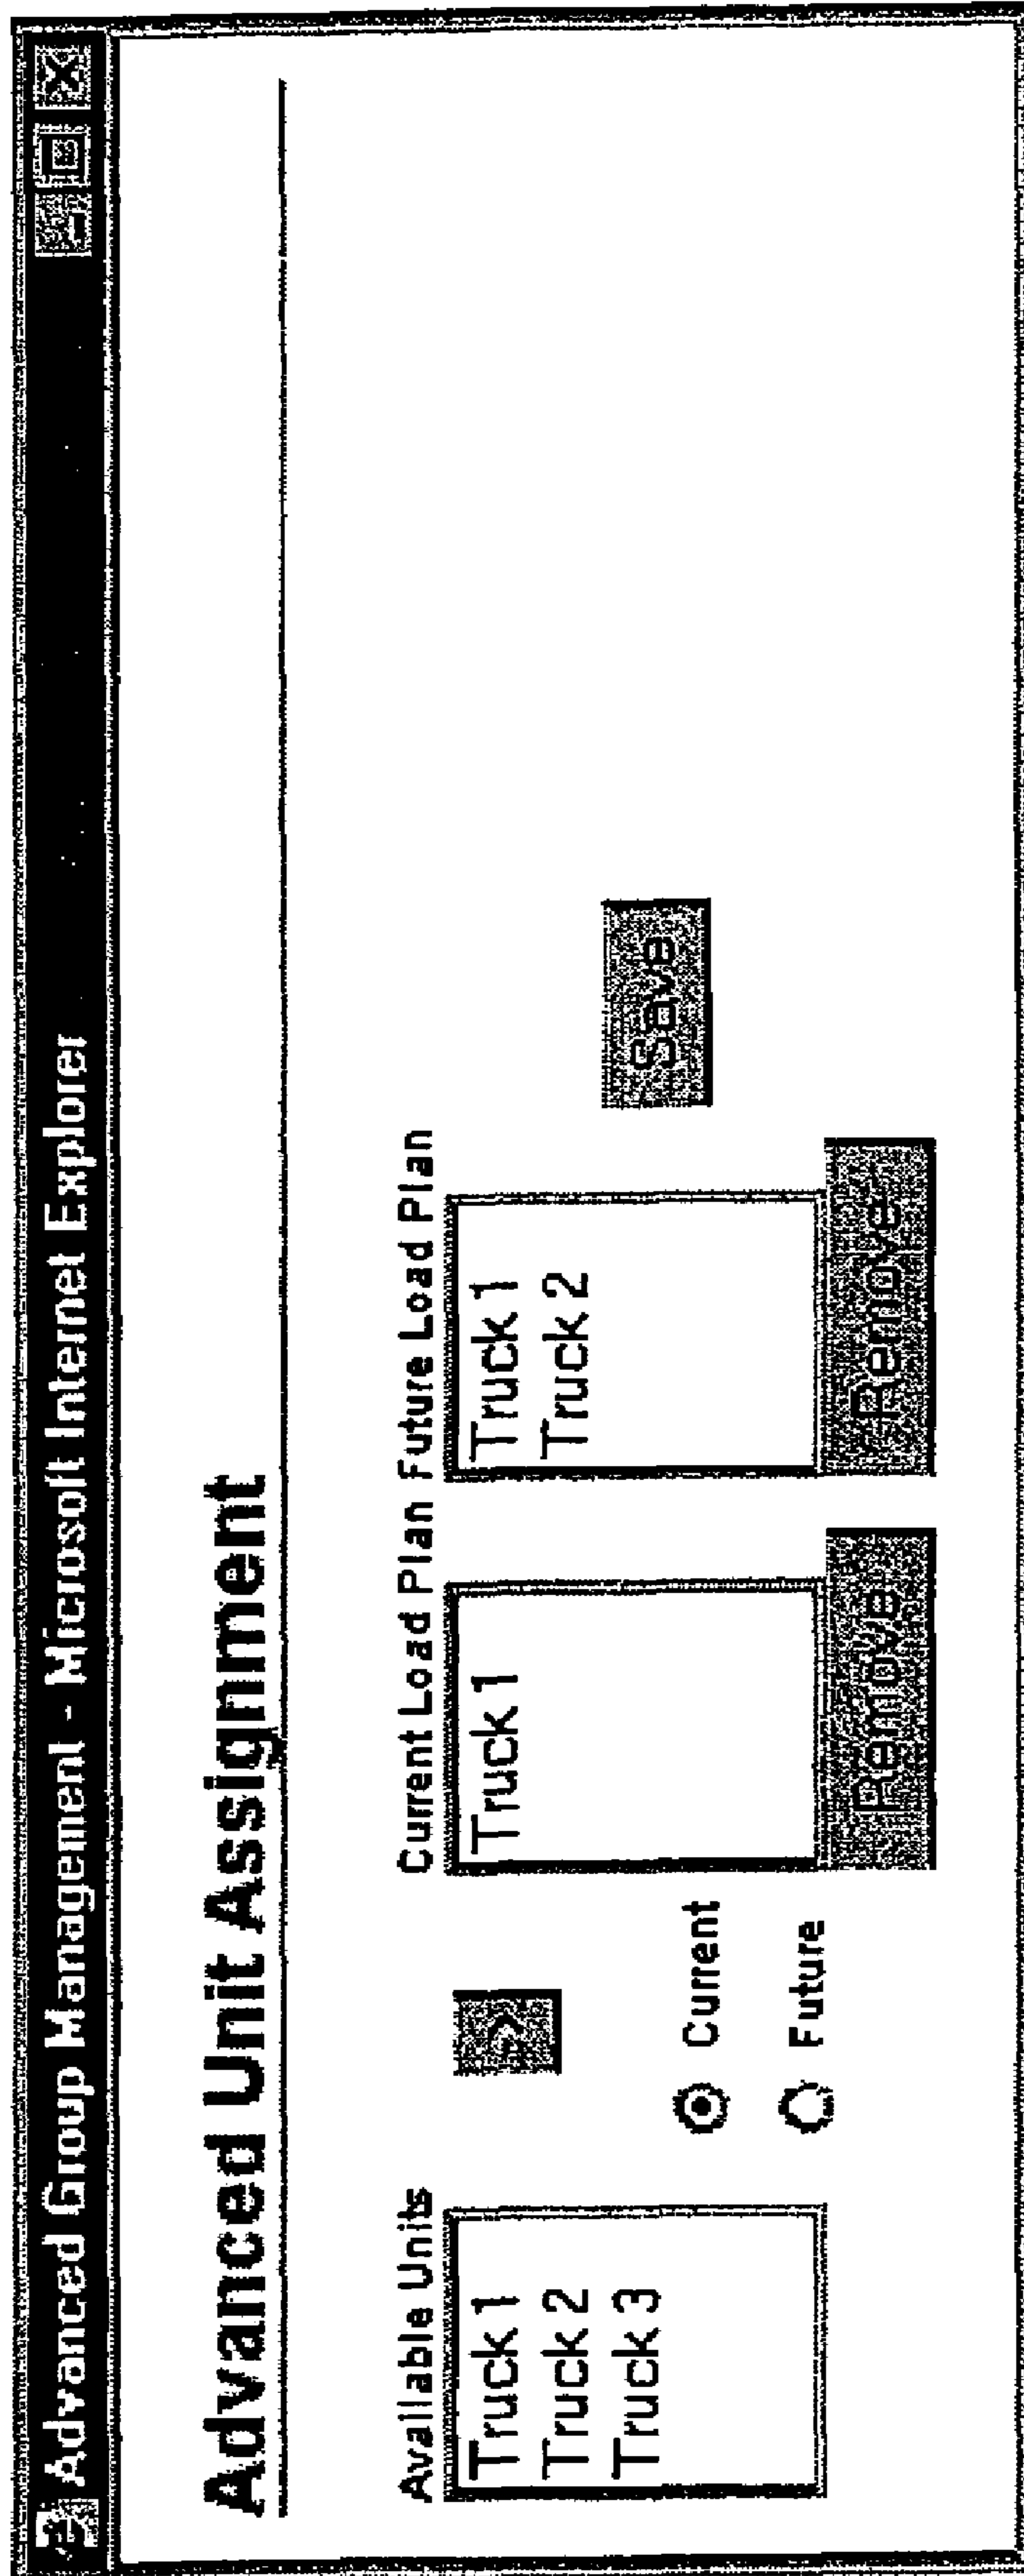 Advanced Group Management - Microsoft Internet Explorer
Advanced Unit Assignment
Available Units
Truck 1
Truck 2
Truck 3
>
Current
Future
Current Load Plan
Truck 1
Remove
Future Load Plan
Truck 1
Truck 2
Remove
Save